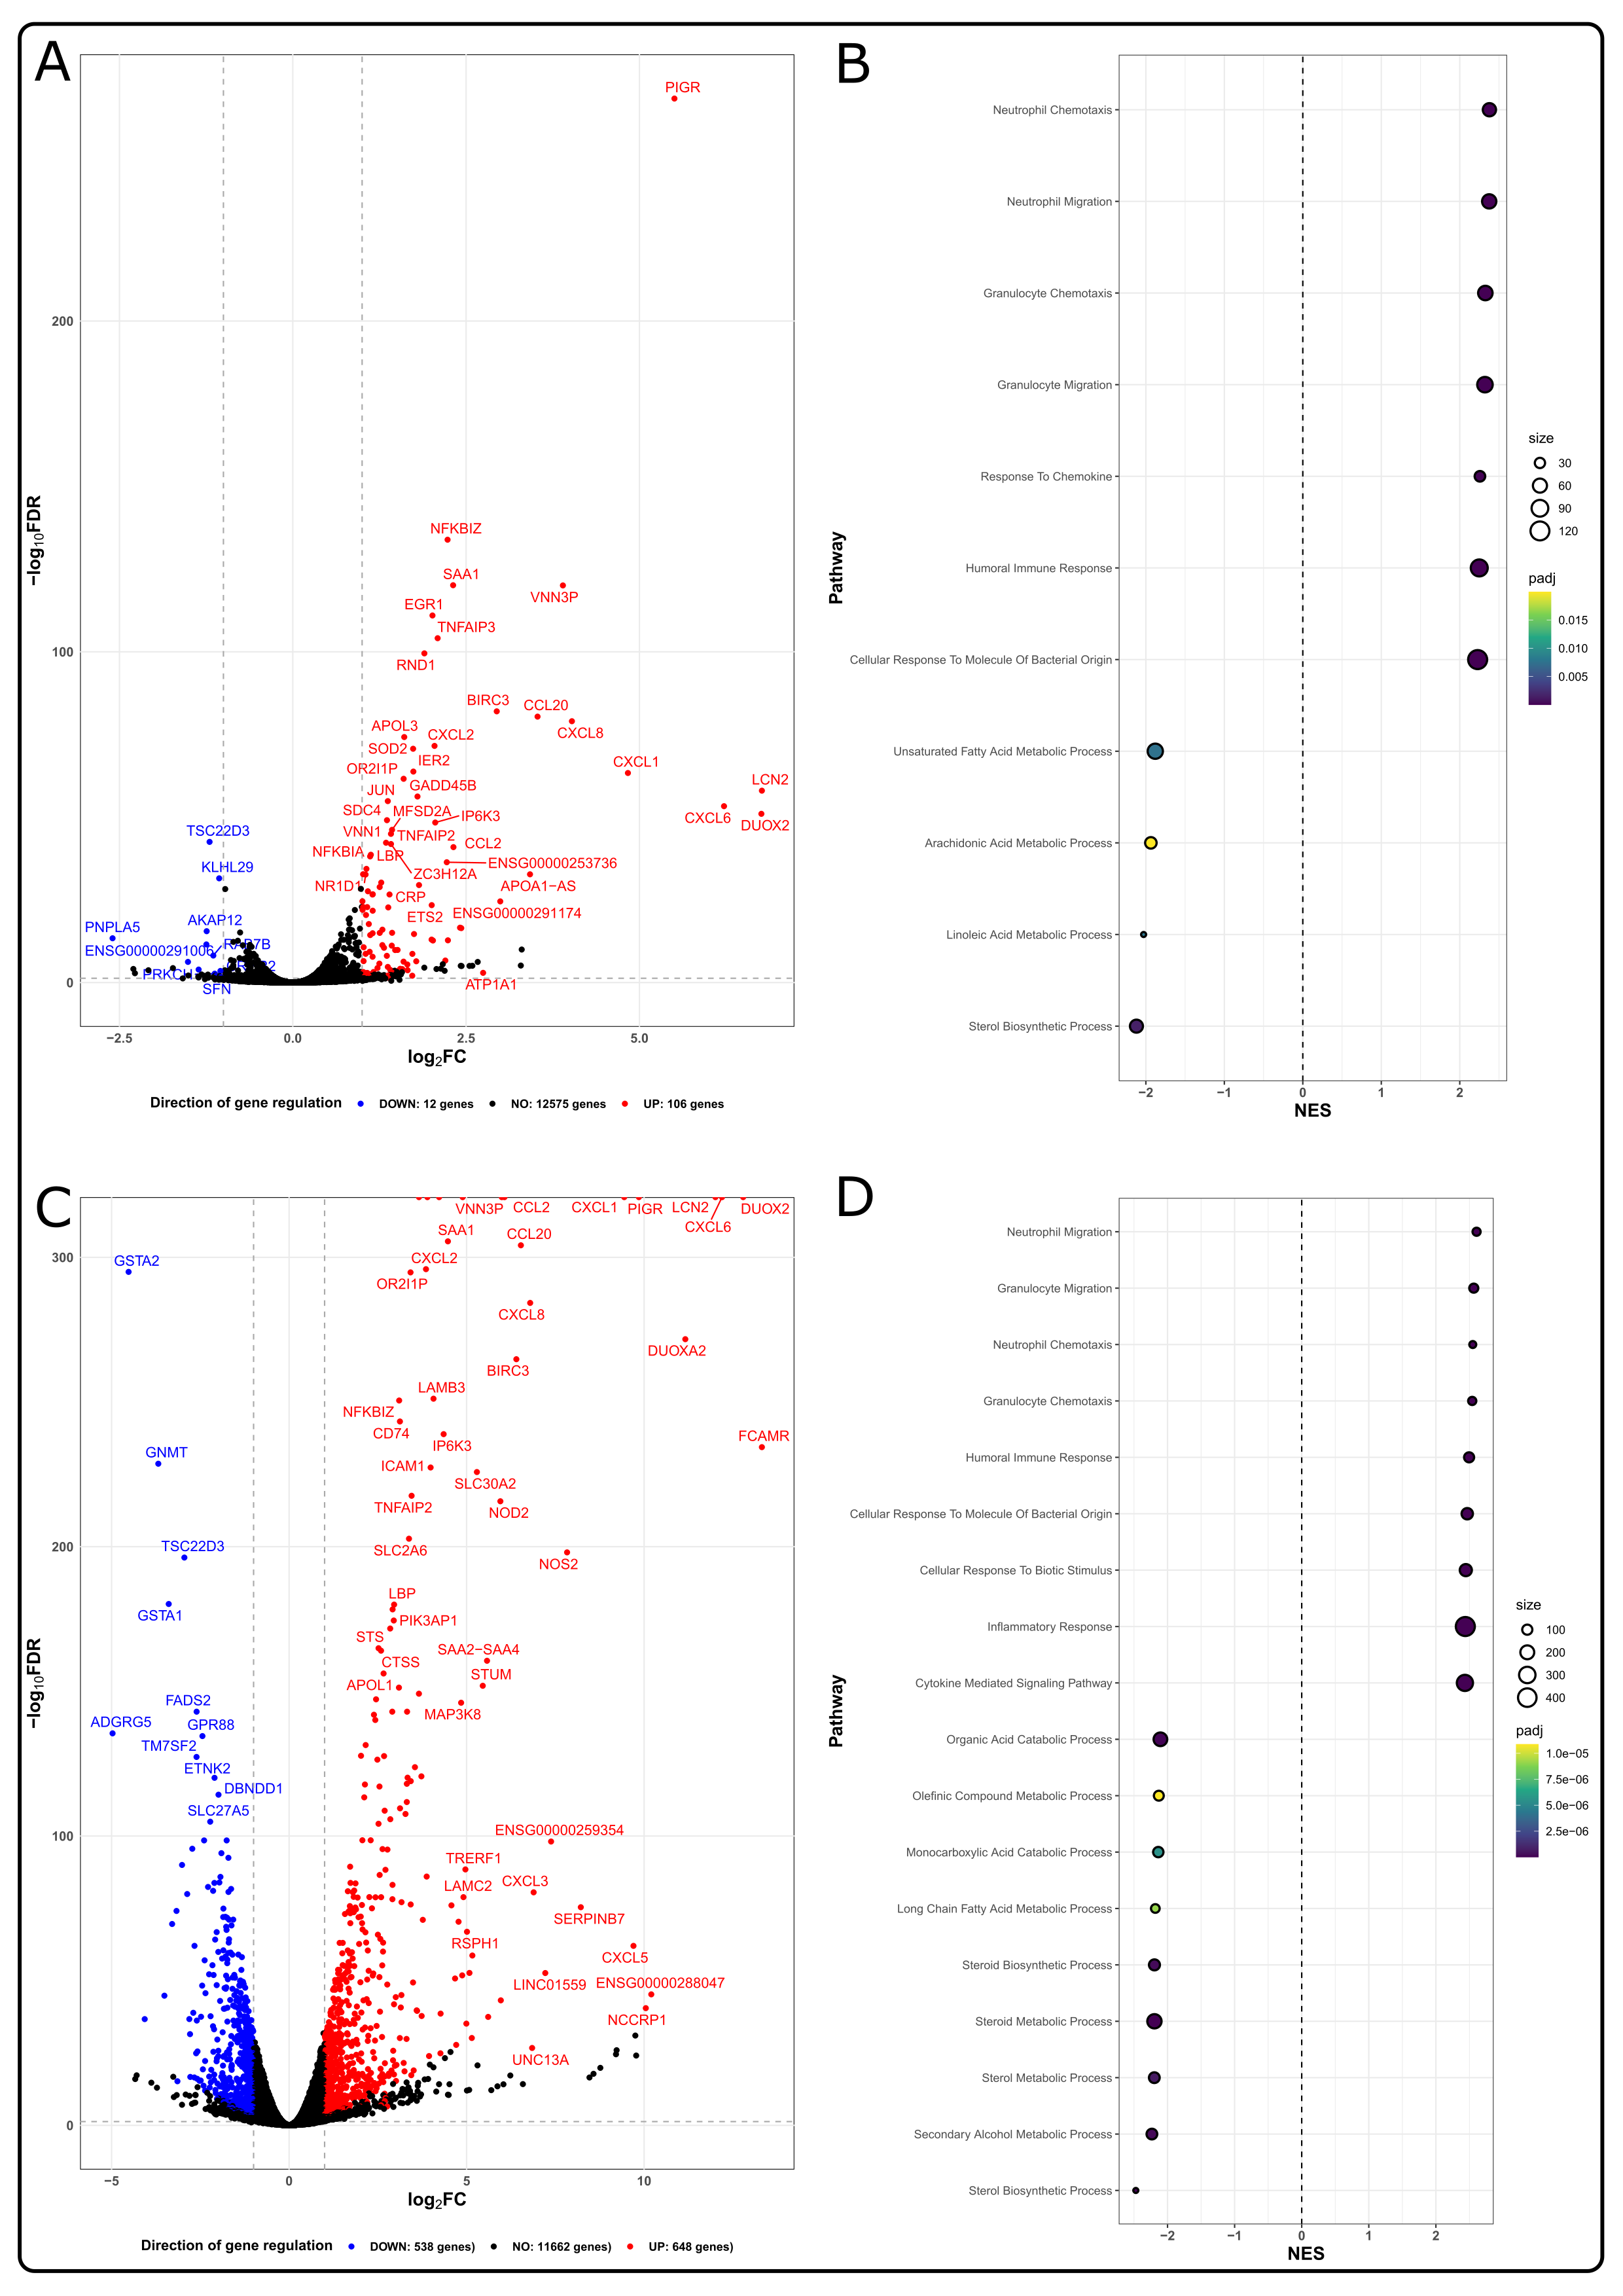 A
PIGR
NFKBIZ
SAA1
VNN3P
EGR1
TNFAIP3
RND1
BIRC3
CCL20
APOL3
CXCL2
CXCL8
SOD2
IER2
OR2I1P
CXCL1
GADD45B
LCN2
JUN
SDC4
MFSD2A
IP6K3
CXCL6
DUOX2
VNN1
TNFAIP2
CCL2
TSC22D3
NFKBIA
LBP
ENSG00000253736
KLHL29
ZC3H12A
NR1D1
APOA1−AS
CRP
ETS2
ENSG00000291174
AKAP12
PNPLA5
RAB7B
ENSG00000291006
PRKCH
SFN
ATP1A1
200
100
0
−log10FDR
−2.5
0.0
2.5
5.0
log2FC
Direction of gene regulation DOWN: 12 genes NO: 12575 genes UP: 106 genes
B
Neutrophil Chemotaxis
Neutrophil Migration
Granulocyte Chemotaxis
Granulocyte Migration
Response To Chemokine
Humoral Immune Response
Cellular Response To Molecule Of Bacterial Origin
Unsaturated Fatty Acid Metabolic Process
Arachidonic Acid Metabolic Process
Linoleic Acid Metabolic Process
Sterol Biosynthetic Process
Pathway
−2
−1
0
1
2
NES
size
30
60
90
120
padj
0.015
0.010
0.005
C
VNN3P
CCL2
CXCL1
PIGR
LCN2
DUOX2
CXCL6
SAA1
CCL20
GSTA2
CXCL2
OR2I1P
CXCL8
DUOXA2
BIRC3
LAMB3
NFKBIZ
CD74
FCAMR
IP6K3
GNMT
ICAM1
SLC30A2
TNFAIP2
NOD2
TSC22D3
SLC2A6
NOS2
LBP
GSTA1
PIK3AP1
STS
SAA2−SAA4
CTSS
STUM
APOL1
FADS2
MAP3K8
ADGRG5
GPR88
TM7SF2
ETNK2
DBNDD1
SLC27A5
ENSG00000259354
TRERF1
LAMC2
CXCL3
SERPINB7
RSPH1
CXCL5
LINC01559
ENSG00000288047
NCCRP1
UNC13A
300
200
100
0
−log10FDR
−5
0
5
10
log2FC
Direction of gene regulation DOWN: 538 genes) NO: 11662 genes) UP: 648 genes)
D
Neutrophil Migration
Granulocyte Migration
Neutrophil Chemotaxis
Granulocyte Chemotaxis
Humoral Immune Response
Cellular Response To Molecule Of Bacterial Origin
Cellular Response To Biotic Stimulus
Inflammatory Response
Cytokine Mediated Signaling Pathway
Organic Acid Catabolic Process
Olefinic Compound Metabolic Process
Monocarboxylic Acid Catabolic Process
Long Chain Fatty Acid Metabolic Process
Steroid Biosynthetic Process
Steroid Metabolic Process
Sterol Metabolic Process
Secondary Alcohol Metabolic Process
Sterol Biosynthetic Process
Pathway
−2
−1
0
1
2
NES
size
100
200
300
400
padj
1.0e−05
7.5e−06
5.0e−06
2.5e−06